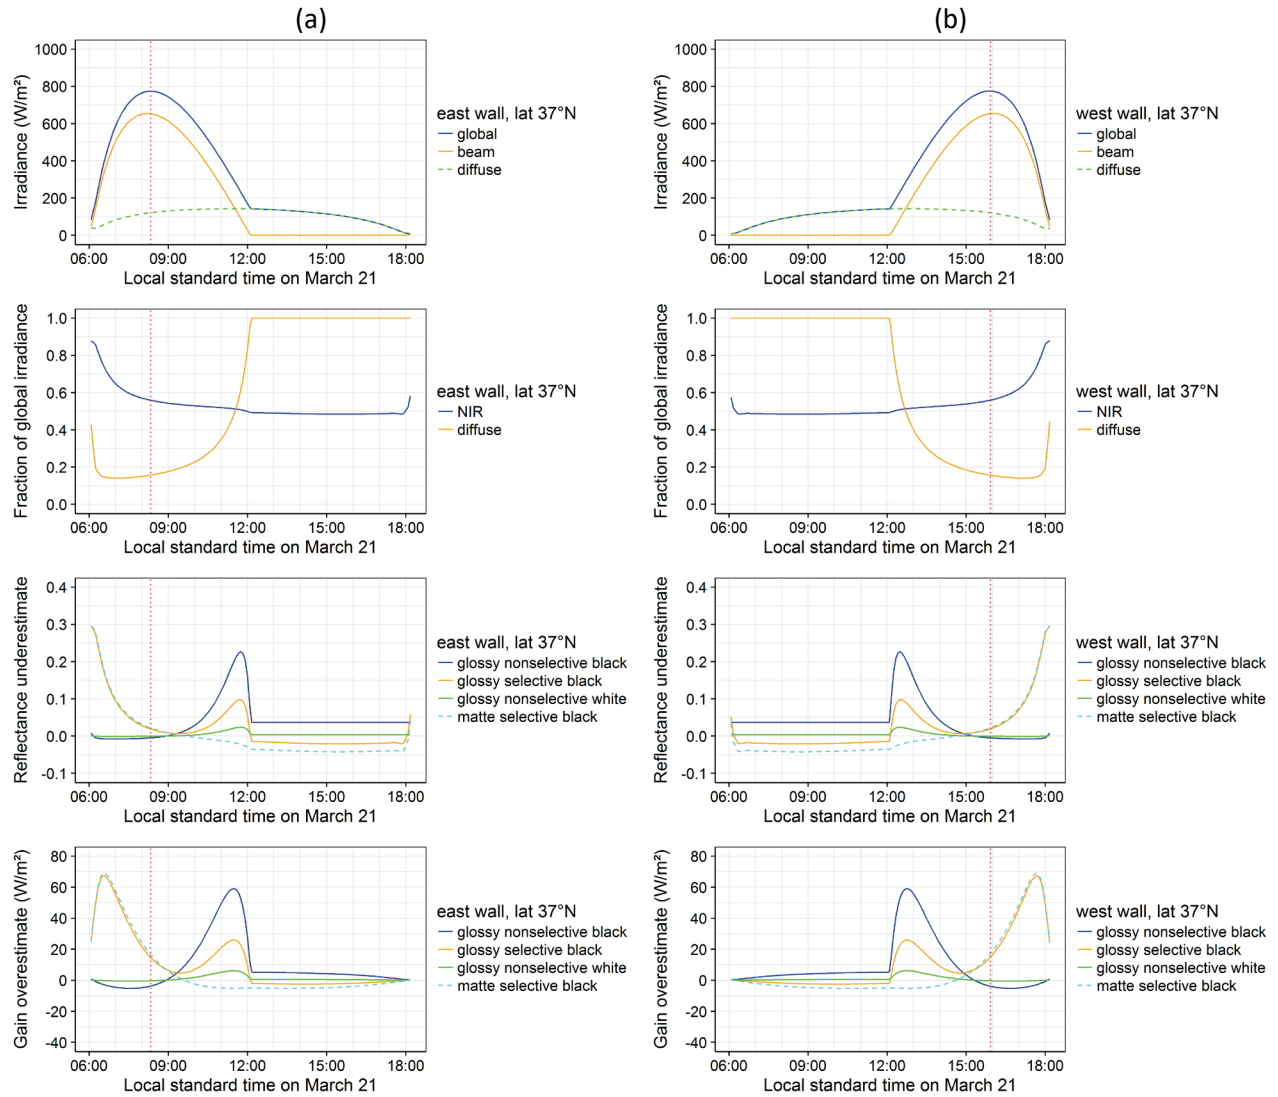 (a)
Irradiance (W/m²)
1000
800
600
400
200
0
06:00 09:00 12:00 15:00 18:00
Local standard time on March 21
east wall, lat 37°N
global
beam
diffuse
(b)
Irradiance (W/m²)
1000
800
600
400
200
0
06:00 09:00 12:00 15:00 18:00
Local standard time on March 21
west wall, lat 37°N
global
beam
diffuse
Fraction of global irradiance
1.0
0.8
0.6
0.4
0.2
0.0
06:00 09:00 12:00 15:00 18:00
Local standard time on March 21
east wall, lat 37°N
NIR
diffuse
Fraction of global irradiance
1.0
0.8
0.6
0.4
0.2
0.0
06:00 09:00 12:00 15:00 18:00
Local standard time on March 21
west wall, lat 37°N
NIR
diffuse
Reflectance underestimate
0.4
0.3
0.2
0.1
0.0
-0.1
06:00 09:00 12:00 15:00 18:00
Local standard time on March 21
east wall, lat 37°N
glossy nonselective black
glossy selective black
glossy nonselective white
matte selective black
Reflectance underestimate
0.4
0.3
0.2
0.1
0.0
-0.1
06:00 09:00 12:00 15:00 18:00
Local standard time on March 21
west wall, lat 37°N
glossy nonselective black
glossy selective black
glossy nonselective white
matte selective black
Gain overestimate (W/m²)
80
60
40
20
0
-20
-40
06:00 09:00 12:00 15:00 18:00
Local standard time on March 21
east wall, lat 37°N
glossy nonselective black
glossy selective black
glossy nonselective white
matte selective black
Gain overestimate (W/m²)
80
60
40
20
0
-20
-40
06:00 09:00 12:00 15:00 18:00
Local standard time on March 21
west wall, lat 37°N
glossy nonselective black
glossy selective black
glossy nonselective white
matte selective black